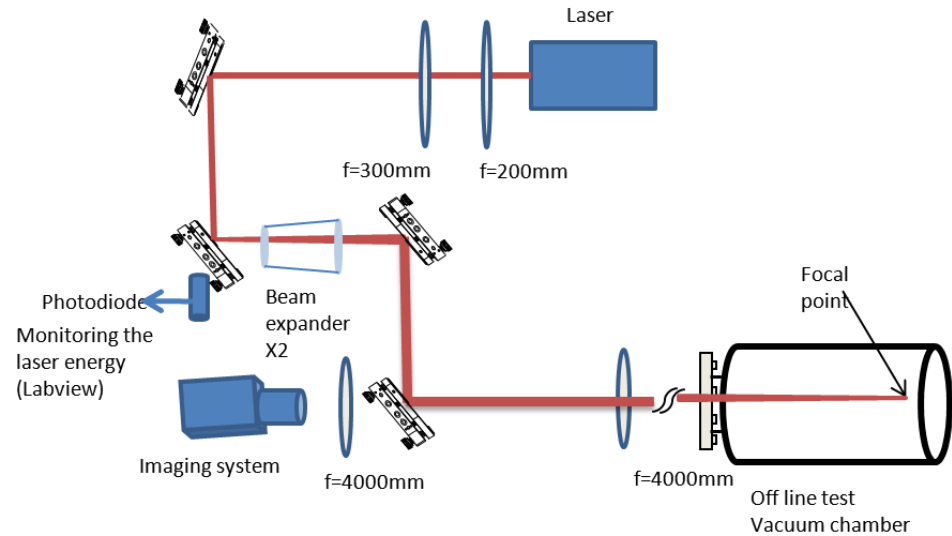 Laser
f=300mm
f=200mm
Focal
point
Photodiode
Monitoring the
laser energy
(Labview)
Beam
expander
X2
Imaging system
f=4000mm
f=4000mm
Off line test
Vacuum chamber